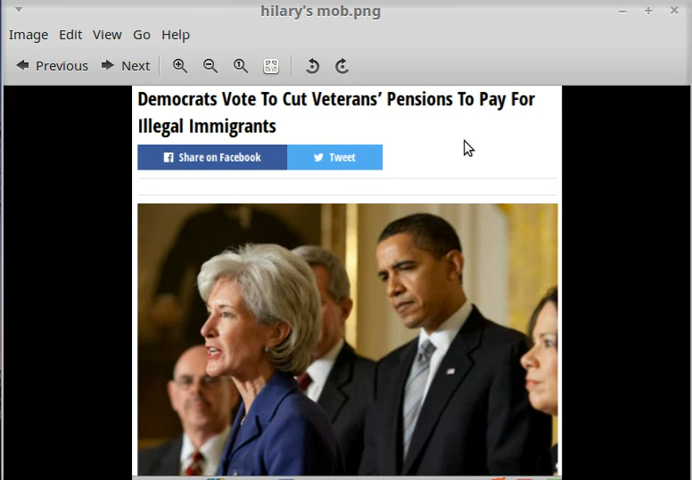 hilary's mob.png
Image Edit View Go Help
Previous Next
Democrats Vote To Cut Veterans’ Pensions To Pay For
Illegal Immigrants
Share on Facebook Tweet